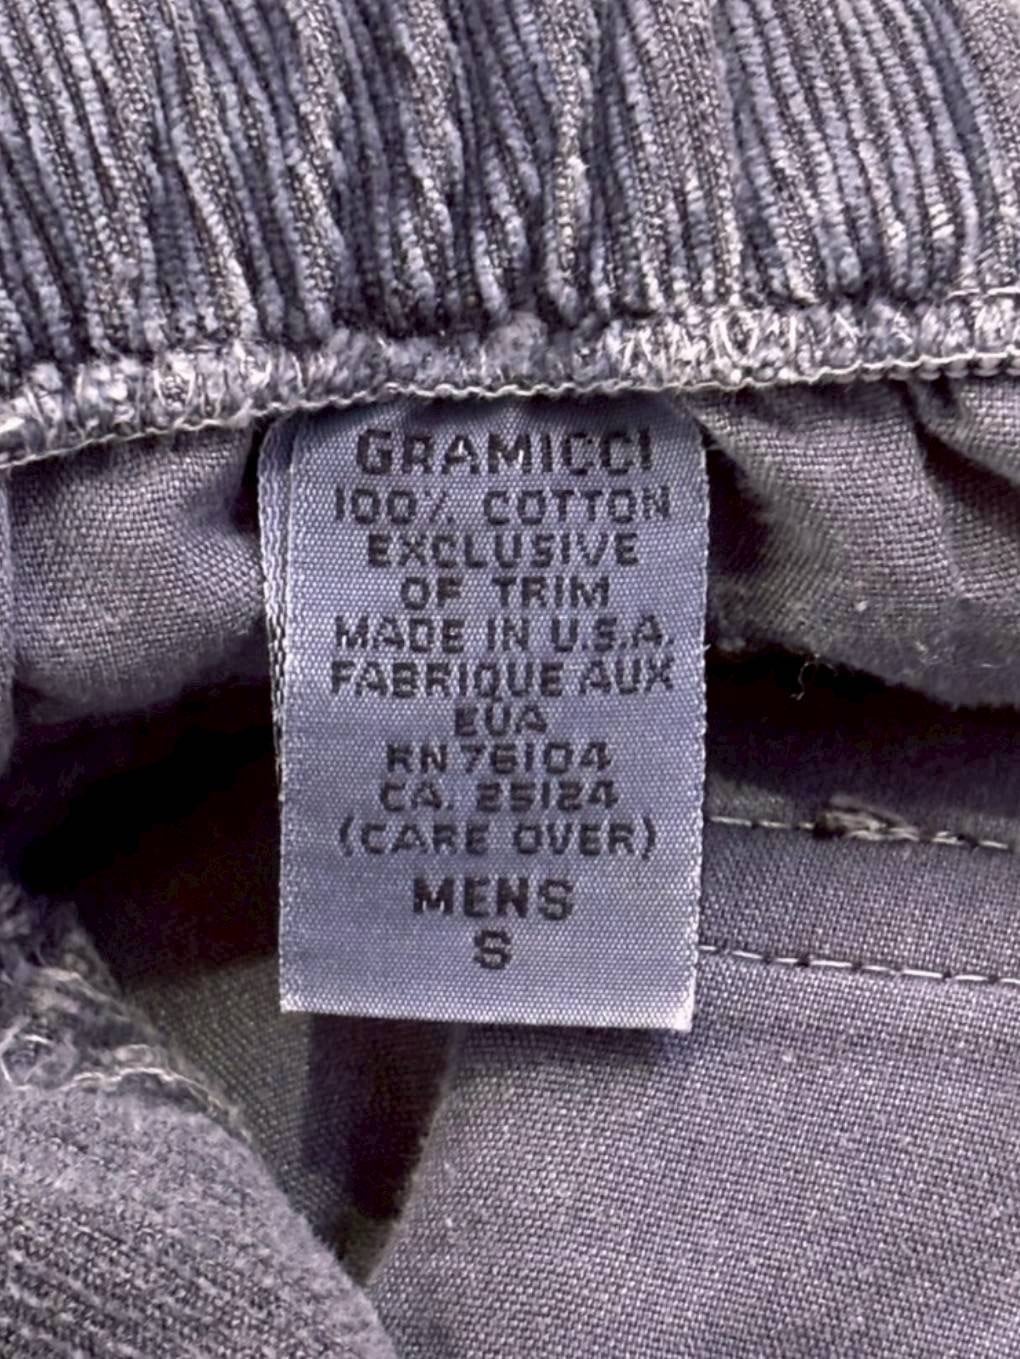 GRAMICCI
100% COTTON
EXCLUSIVE
OF TRIM
MADE IN U.S.A.
FABRIQUE AUX
EUA
RN 76104
CA. 25124
(CARE OVER)
MENS
S